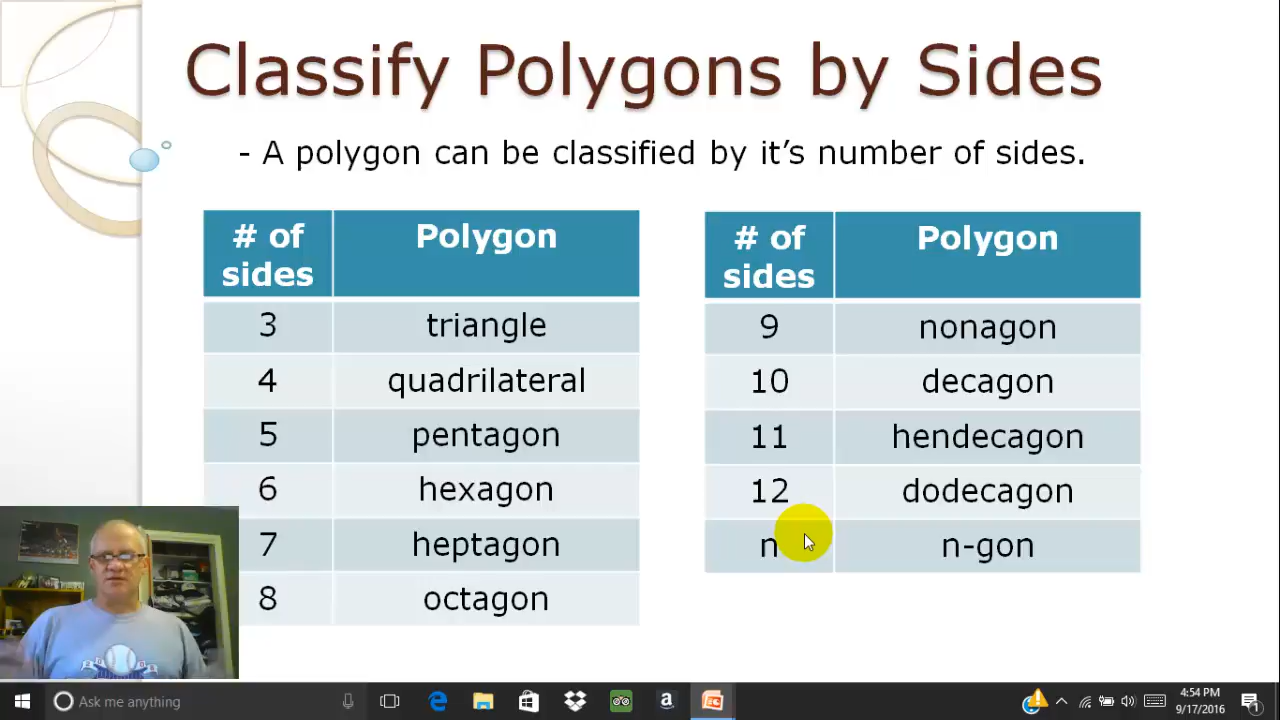 Classify Polygons by Sides
- A polygon can be classified by it’s number of sides.
# of sides Polygon
3 triangle
4 quadrilateral
5 pentagon
6 hexagon
7 heptagon
8 octagon
# of sides Polygon
9 nonagon
10 decagon
11 hendecagon
12 dodecagon
n n-gon
Ask me anything
4:54 PM
9/17/2016